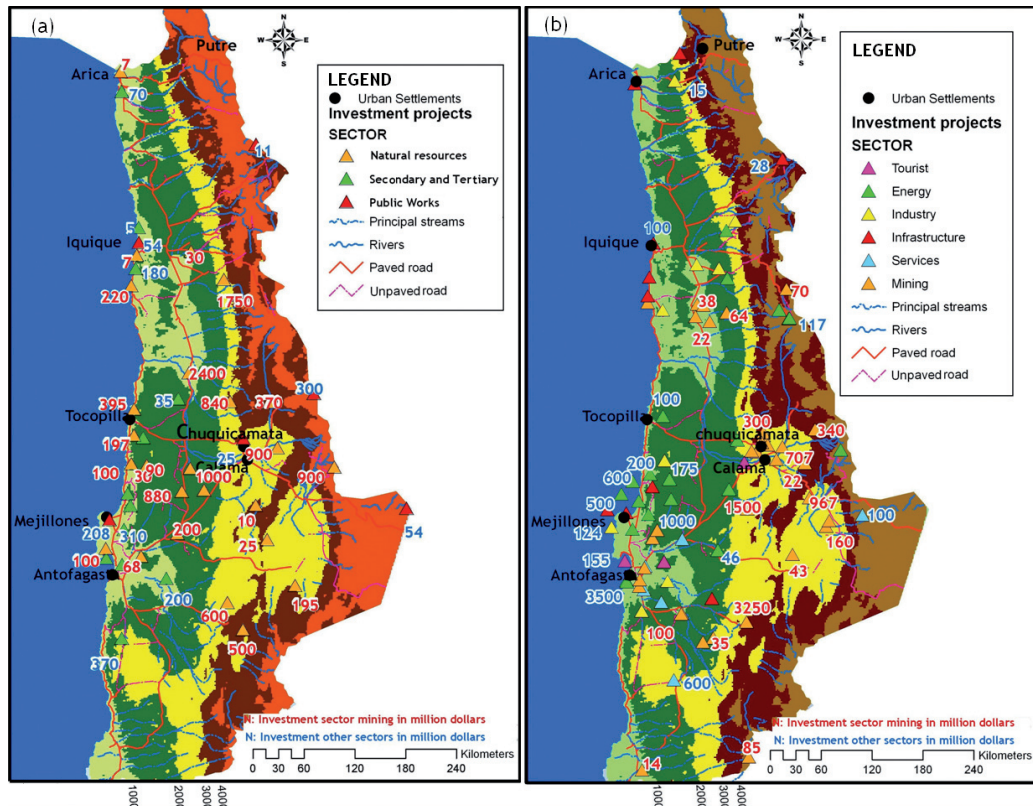 (a)
N
W E
S
Putre
Arica
7
70
11
LEGEND
Urban Settlements
Investment projects
SECTOR
Natural resources
Secondary and Tertiary
Public Works
Principal streams
Rivers
Paved road
Unpaved road
5
Iquique
54
7
30
180
220
1750
2400
300
395
35
840
370
Tocopilla
Chuquicamata
197
25
900
Calama
100
30
90
1000
900
880
Mejillones
10
208
310
200
54
25
100
68
Antofagas
200
195
600
500
370
N: Investment sector mining in million dollars
N: Investment other sectors in million dollars
Kilometers
0 30 60 120 180 240
1000
2000
3000
4000
(b)
N
W E
S
Putre
Arica
15
28
LEGEND
Urban Settlements
Investment projects
SECTOR
Tourist
Energy
Industry
Infrastructure
Services
Mining
Principal streams
Rivers
Paved road
Unpaved road
100
Iquique
70
38
64
117
22
100
Tocopilla
300
340
chuquicamata
707
200
175
Calama
22
600
500
1500
967
Mejillones
1000
100
124
160
155
46
43
Antofagas
3500
3250
100
35
600
N: Investment sector mining in million dollars
N: Investment other sectors in million dollars
85
14
Kilometers
0 30 60 120 180 240
1000
2000
3000
4000